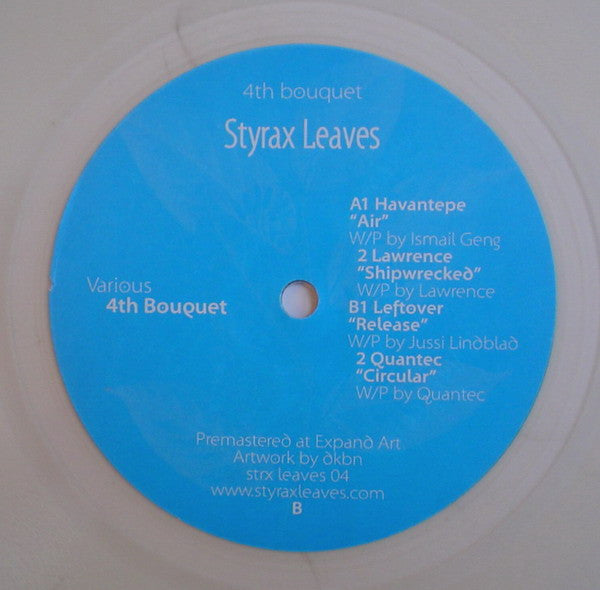 4th bouquet
Styrax Leaves
A1 Havantepe
"Air"
W/P by Ismail Geng
2 Lawrence
"Shipwrecked"
W/P by Lawrence
B1 Leftover
"Release"
W/P by Jussi Lindblad
2 Quantec
"Circular"
W/P by Quantec
Various
4th Bouquet
Premastered at Expand Art
Artwork by dkbn
strx leaves 04
www.styraxleaves.com
B